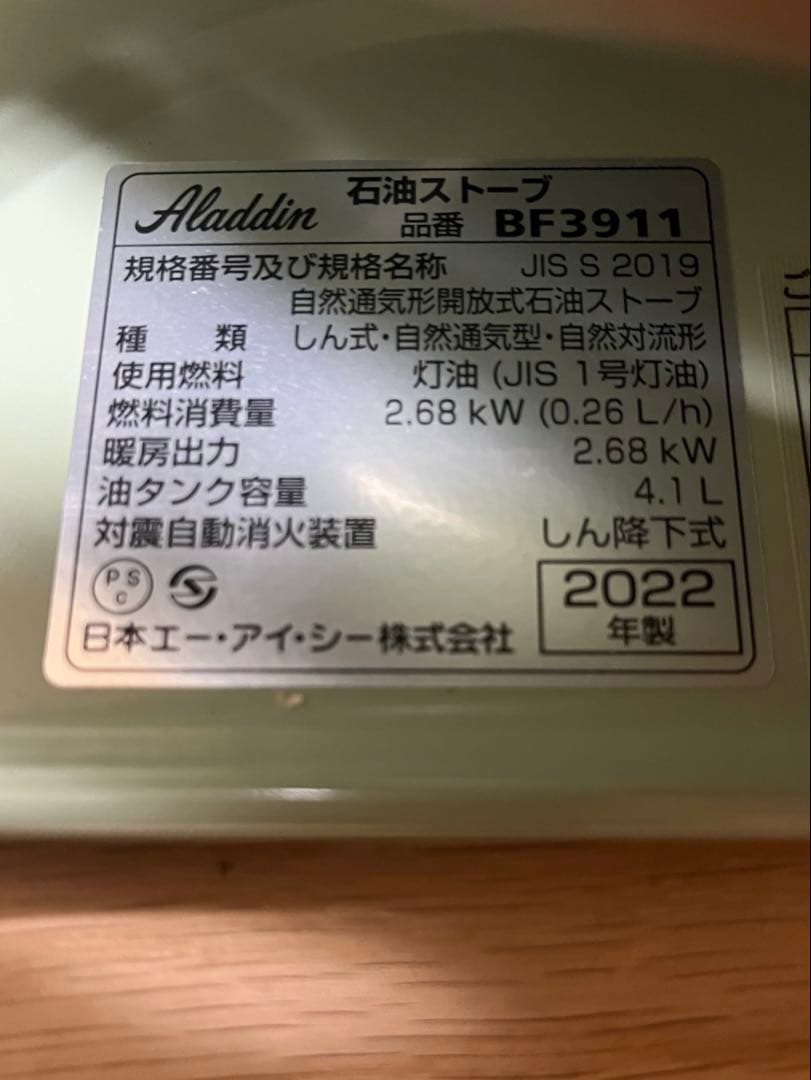 Aladdin 石油ストーブ
品番 BF3911
規格番号及び規格名称 JIS S 2019
自然通気形開放式石油ストーブ
種 類 しん式・自然通気型・自然対流形
使用燃料 灯油 (JIS 1号灯油)
燃料消費量 2.68 kW (0.26 L/h)
暖房出力 2.68 kW
油タンク容量 4.1 L
対震自動消火装置 しん降下式
PS
C
2022
年製
日本エー・アイ・シー株式会社